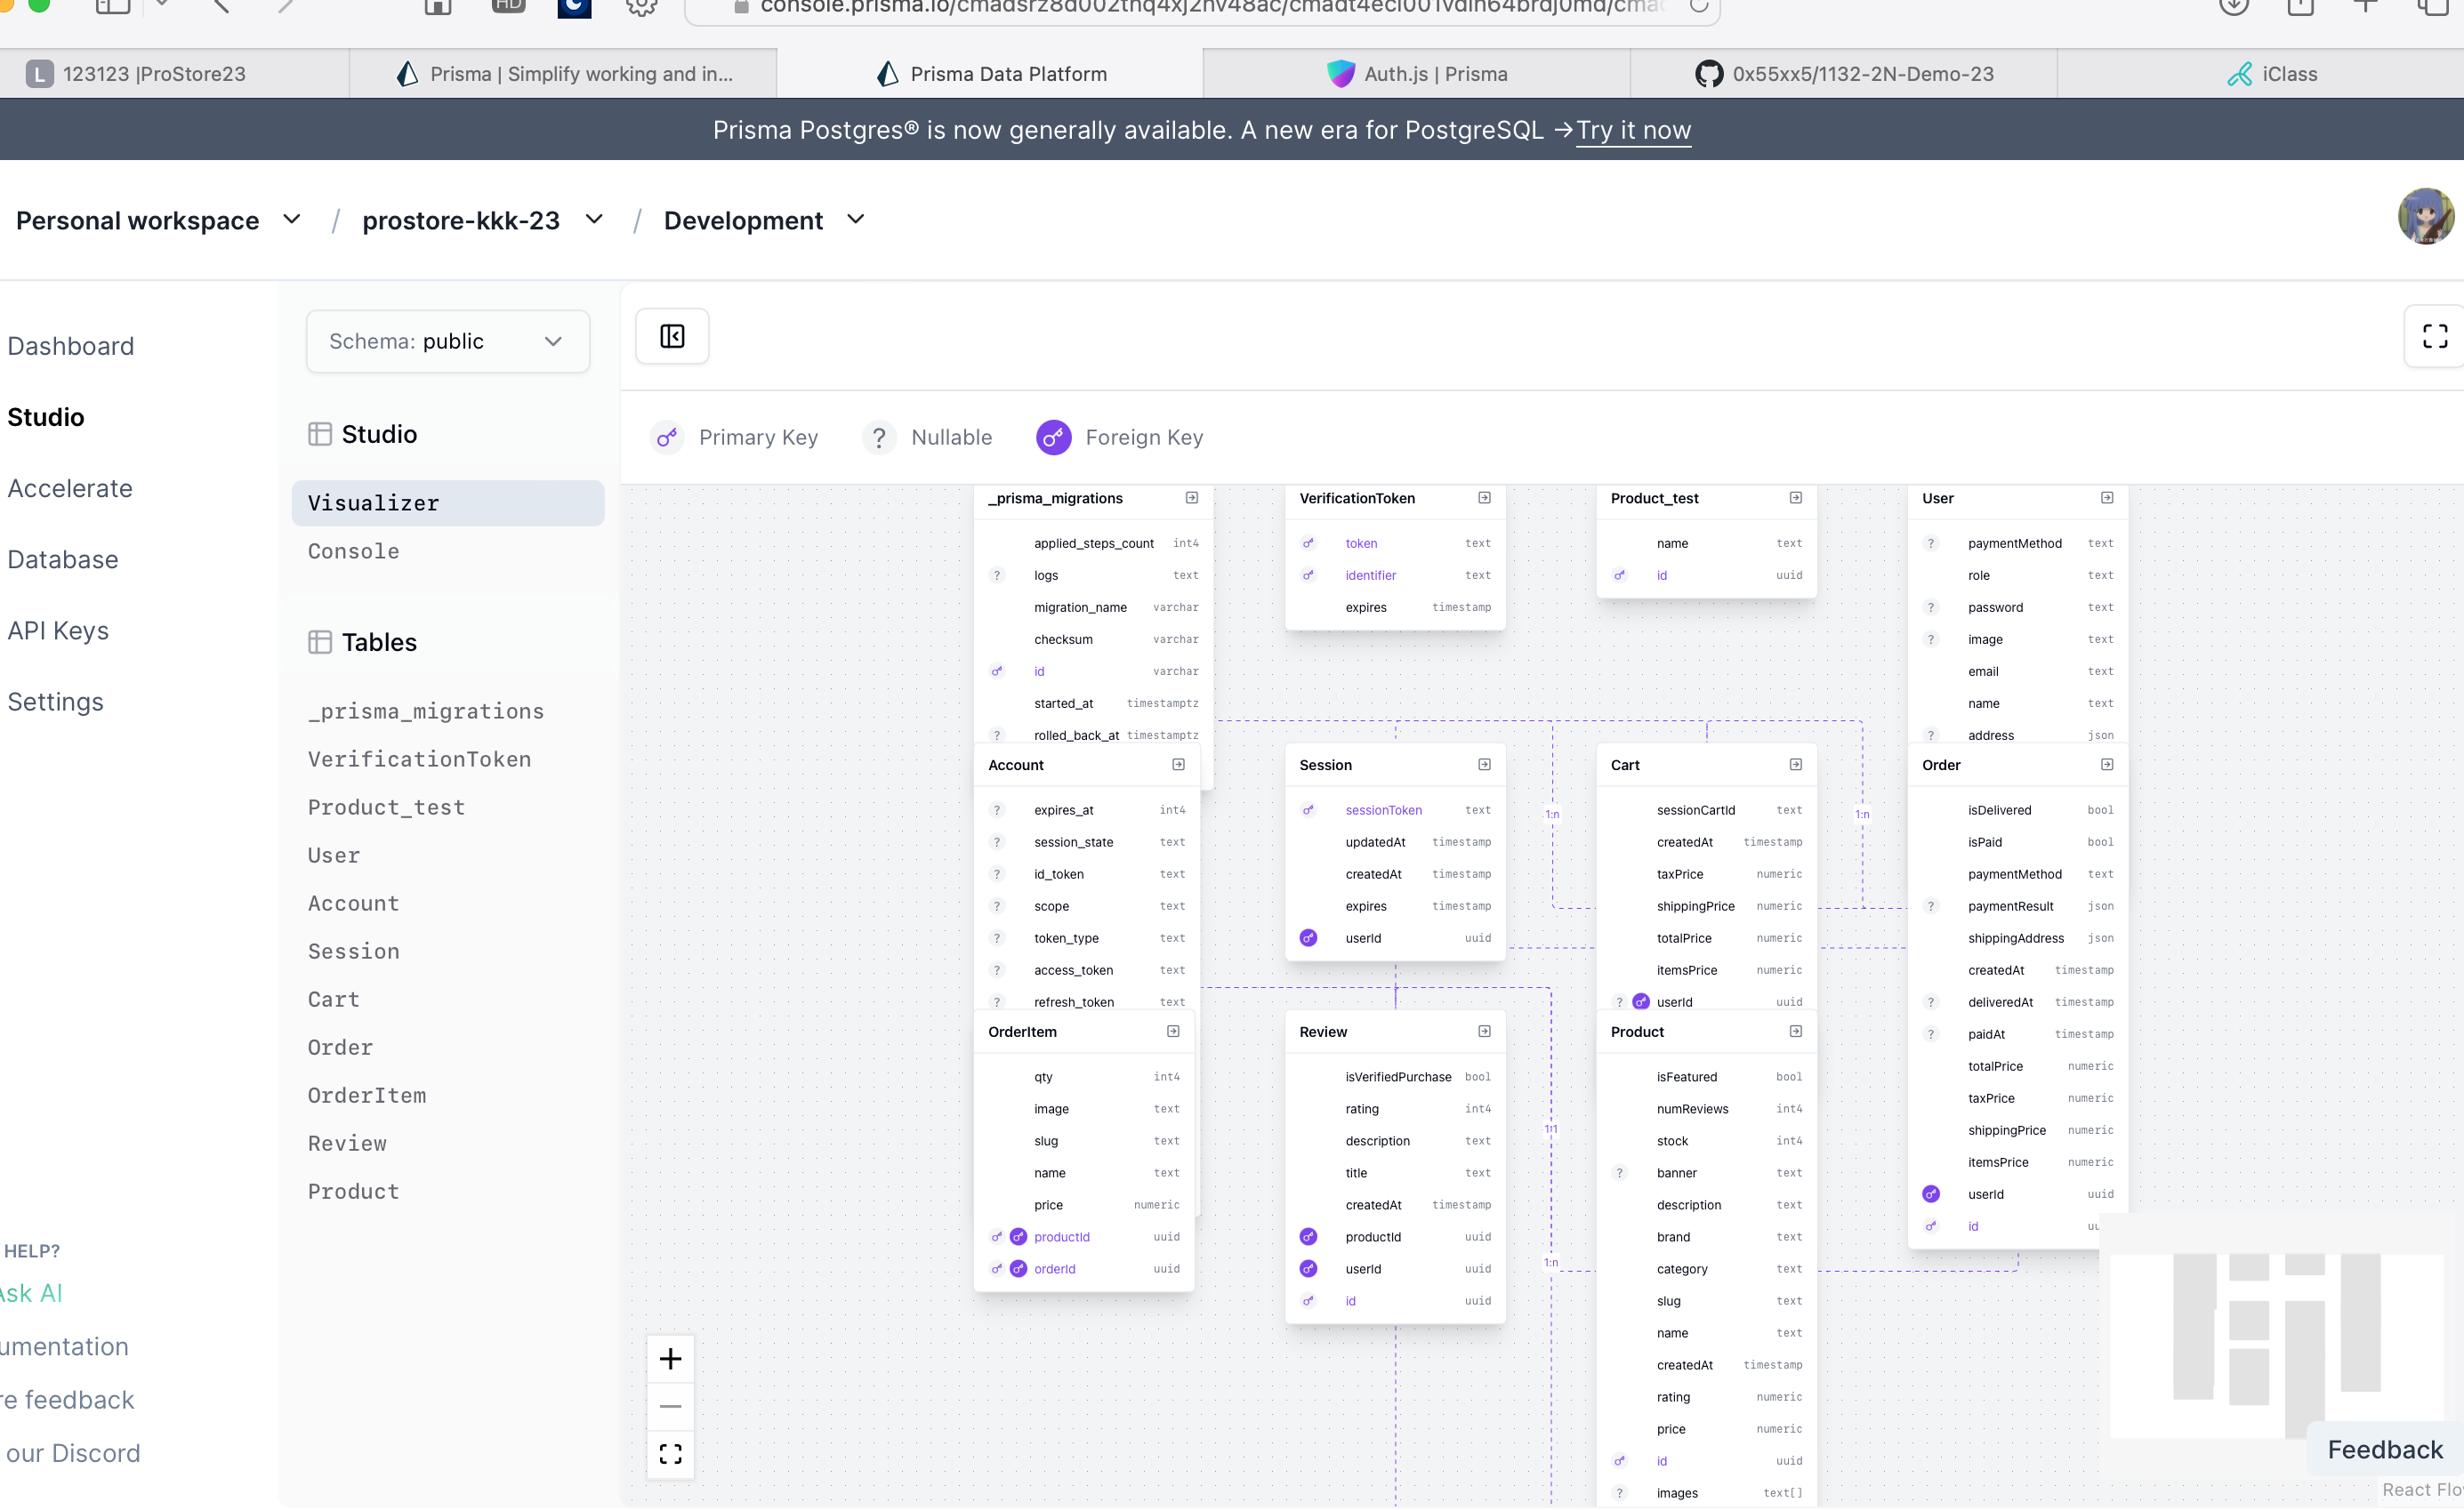 123123 |ProStore23
Prisma | Simplify working and in...
Prisma Data Platform
Auth.js | Prisma
0x55xx5/1132-2N-Demo-23
iClass
Prisma Postgres® is now generally available. A new era for PostgreSQL → Try it now
Personal workspace / prostore-kkk-23 / Development
Dashboard
Studio
Accelerate
Database
API Keys
Settings
HELP?
Ask AI
umentation
re feedback
our Discord
Schema: public
Studio
Visualizer
Console
Tables
_prisma_migrations
VerificationToken
Product_test
User
Account
Session
Cart
Order
OrderItem
Review
Product
Primary Key
? Nullable
Foreign Key
_prisma_migrations
applied_steps_count int4
? logs text
migration_name varchar
checksum varchar
id varchar
started_at timestamptz
? rolled_back_at timestamptz
VerificationToken
token text
identifier text
expires timestamp
Product_test
name text
id uuid
User
? paymentMethod text
role text
? password text
? image text
email text
name text
? address json
Account
? expires_at int4
? session_state text
? id_token text
? scope text
? token_type text
? access_token text
? refresh_token text
Session
sessionToken text
updatedAt timestamp
createdAt timestamp
expires timestamp
userId uuid
1:n
Cart
sessionCartId text
createdAt timestamp
taxPrice numeric
shippingPrice numeric
totalPrice numeric
itemsPrice numeric
? userId uuid
1:n
Order
isDelivered bool
isPaid bool
paymentMethod text
? paymentResult json
shippingAddress json
createdAt timestamp
? deliveredAt timestamp
? paidAt timestamp
totalPrice numeric
taxPrice numeric
shippingPrice numeric
itemsPrice numeric
userId uuid
id
OrderItem
qty int4
image text
slug text
name text
price numeric
productId uuid
orderId uuid
Review
isVerifiedPurchase bool
rating int4
description text
title text
createdAt timestamp
productId uuid
userId uuid
id uuid
1:n
Product
isFeatured bool
numReviews int4
stock int4
? banner text
description text
brand text
category text
slug text
name text
createdAt timestamp
rating numeric
price numeric
id uuid
? images text[]
Feedback
React Flo